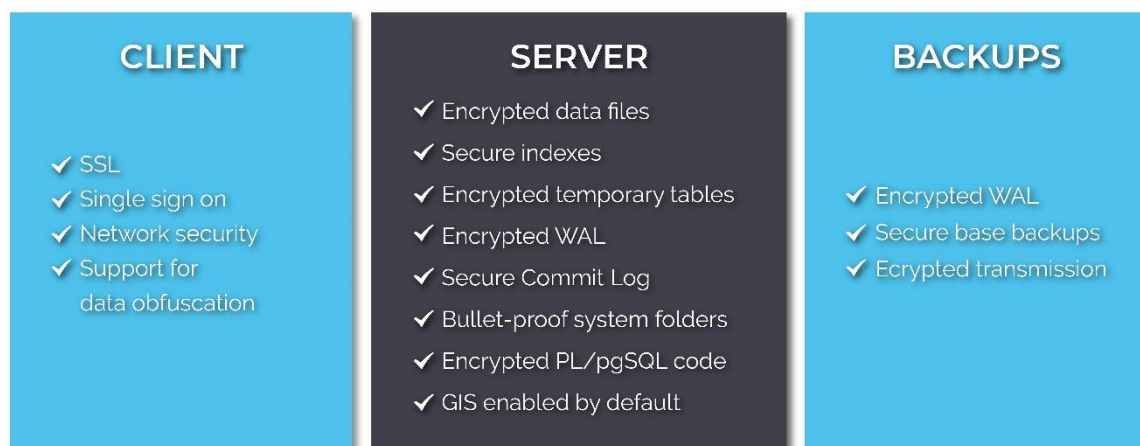 CLIENT
SSL
Single sign on
Network security
Support for
data obfuscation
SERVER
Encrypted data files
Secure indexes
Encrypted temporary tables
Encrypted WAL
Secure Commit Log
Bullet-proof system folders
Encrypted PL/pgSQL code
GIS enabled by default
BACKUPS
Encrypted WAL
Secure base backups
Ecrypted transmission